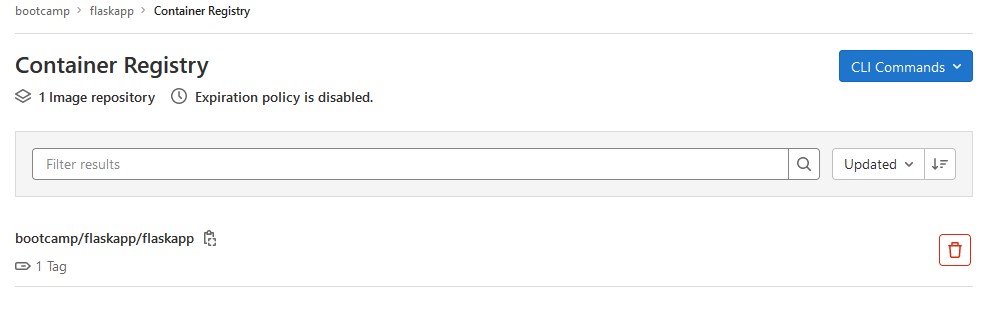 bootcamp > flaskapp > Container Registry
Container Registry
CLI Commands
1 Image repository Expiration policy is disabled.
Filter results
Updated
bootcamp/flaskapp/flaskapp
1 Tag